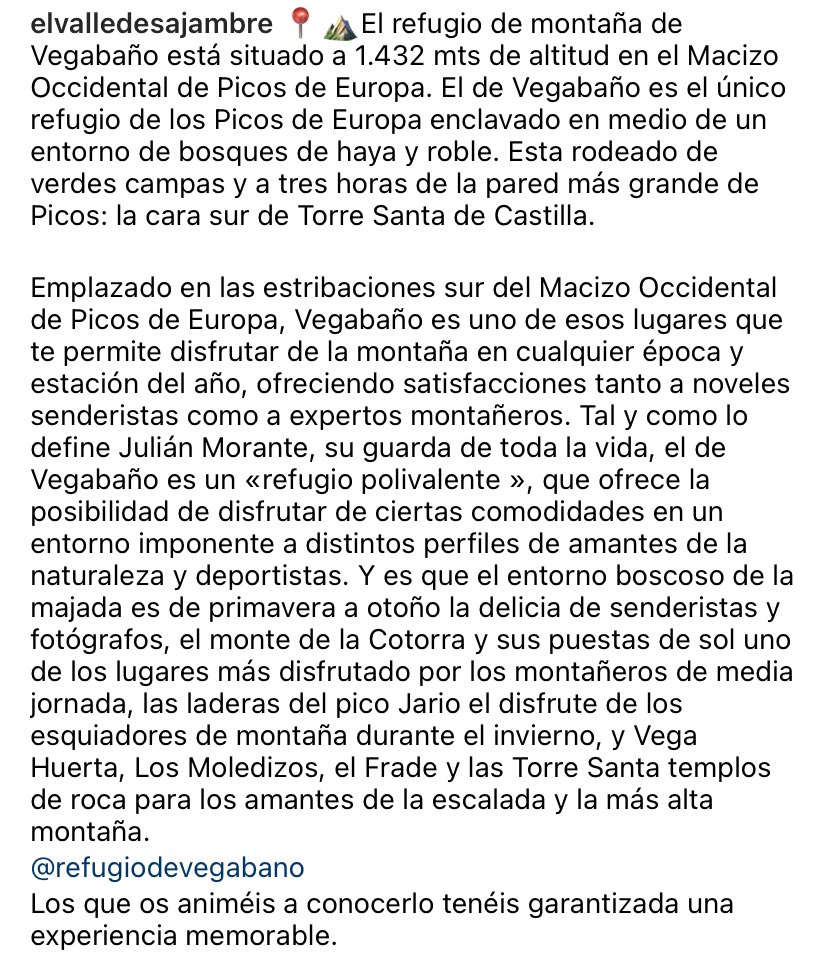 elvalledesajambre 📍 ⛰️El refugio de montaña de
Vegabaño está situado a 1.432 mts de altitud en el Macizo
Occidental de Picos de Europa. El de Vegabaño es el único
refugio de los Picos de Europa enclavado en medio de un
entorno de bosques de haya y roble. Esta rodeado de
verdes campas y a tres horas de la pared más grande de
Picos: la cara sur de Torre Santa de Castilla.

Emplazado en las estribaciones sur del Macizo Occidental
de Picos de Europa, Vegabaño es uno de esos lugares que
te permite disfrutar de la montaña en cualquier época y
estación del año, ofreciendo satisfacciones tanto a noveles
senderistas como a expertos montañeros. Tal y como lo
define Julián Morante, su guarda de toda la vida, el de
Vegabaño es un «refugio polivalente », que ofrece la
posibilidad de disfrutar de ciertas comodidades en un
entorno imponente a distintos perfiles de amantes de la
naturaleza y deportistas. Y es que el entorno boscoso de la
majada es de primavera a otoño la delicia de senderistas y
fotógrafos, el monte de la Cotorra y sus puestas de sol uno
de los lugares más disfrutado por los montañeros de media
jornada, las laderas del pico Jario el disfrute de los
esquiadores de montaña durante el invierno, y Vega
Huerta, Los Moledizos, el Frade y las Torre Santa templos
de roca para los amantes de la escalada y la más alta
montaña.
@refugiodevegabano
Los que os animéis a conocerlo tenéis garantizada una
experiencia memorable.